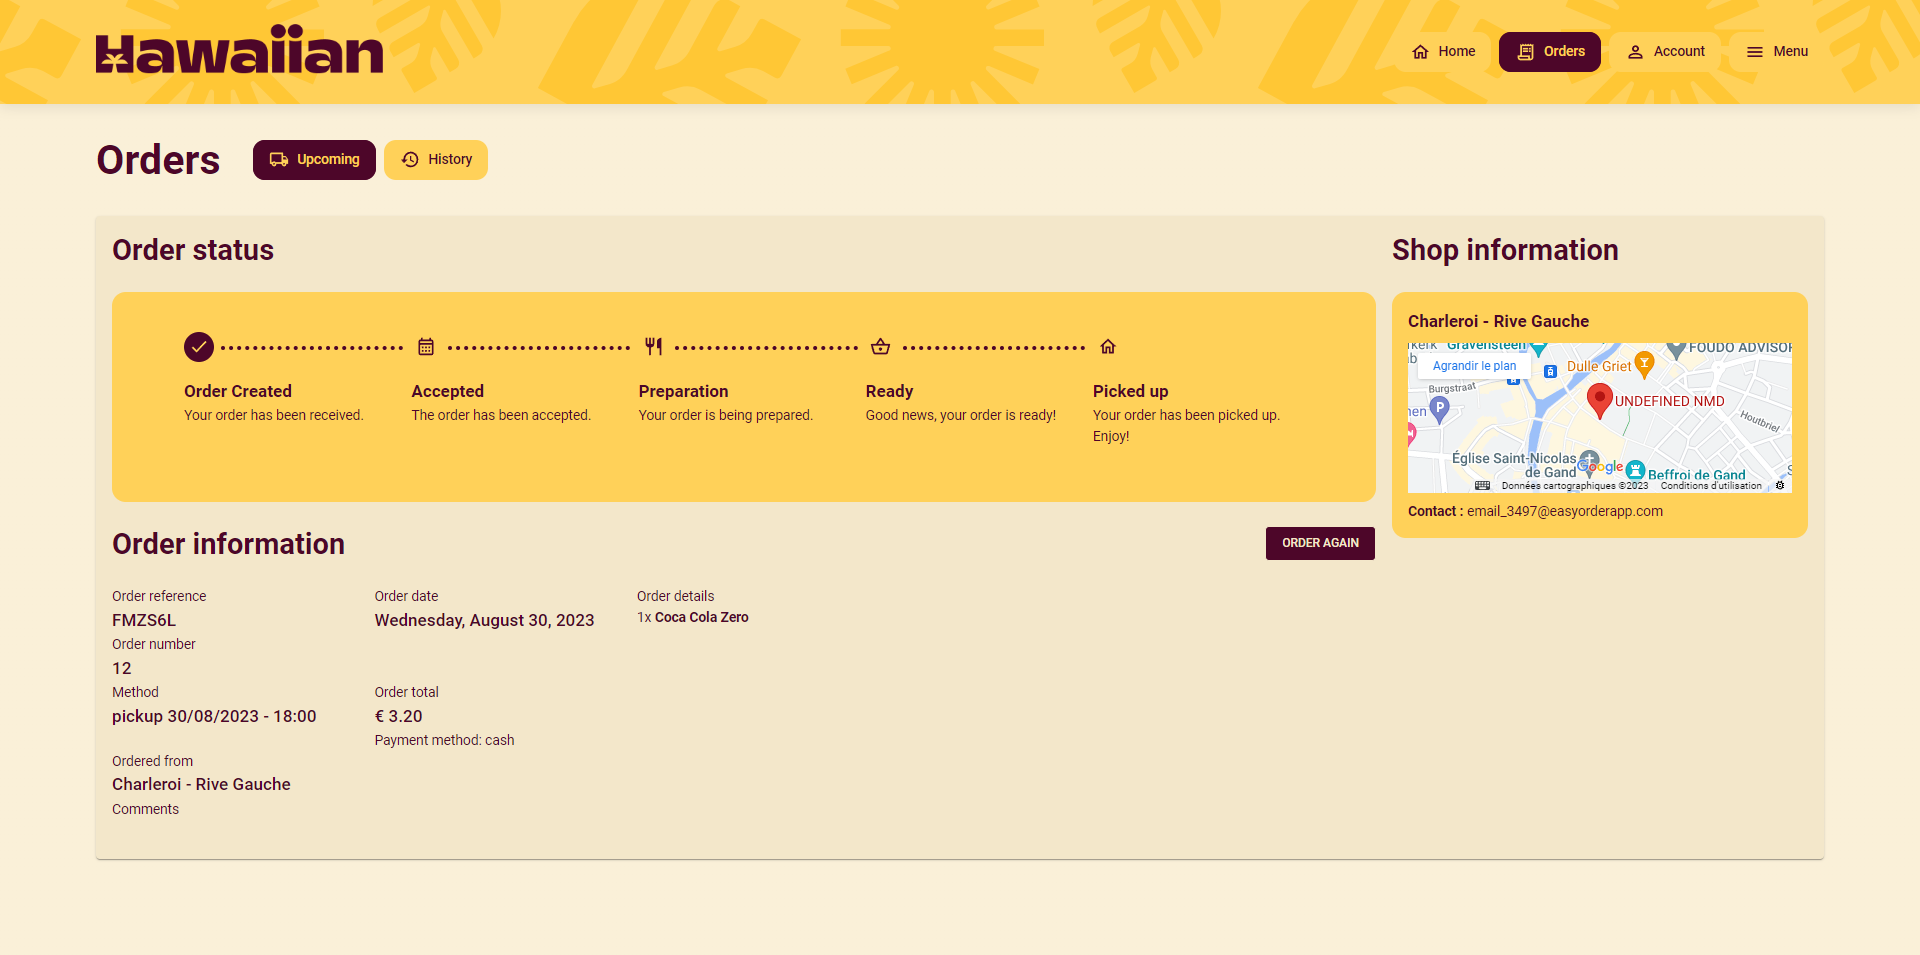 Hawaiian
Home
Orders
Account
Menu
Orders
Upcoming
History
Order status
Order Created
Your order has been received.
Accepted
The order has been accepted.
Preparation
Your order is being prepared.
Ready
Good news, your order is ready!
Picked up
Your order has been picked up.
Enjoy!
Shop information
Charleroi - Rive Gauche
Gravensteen
FOUDO ADVISOR
Agrandir le plan
Dulle Griet
Burgstraat
P
UNDEFINED NMD
Houtbriel
Église Saint-Nicolas
de Gand
Google
Beffroi de Gand
Données cartographiques ©2023
Conditions d'utilisation
Contact : email_3497@easyorderapp.com
Order information
ORDER AGAIN
Order reference
FMZS6L
Order number
12
Method
pickup 30/08/2023 - 18:00
Ordered from
Charleroi - Rive Gauche
Comments
Order date
Wednesday, August 30, 2023
Order total
€ 3.20
Payment method: cash
Order details
1x Coca Cola Zero